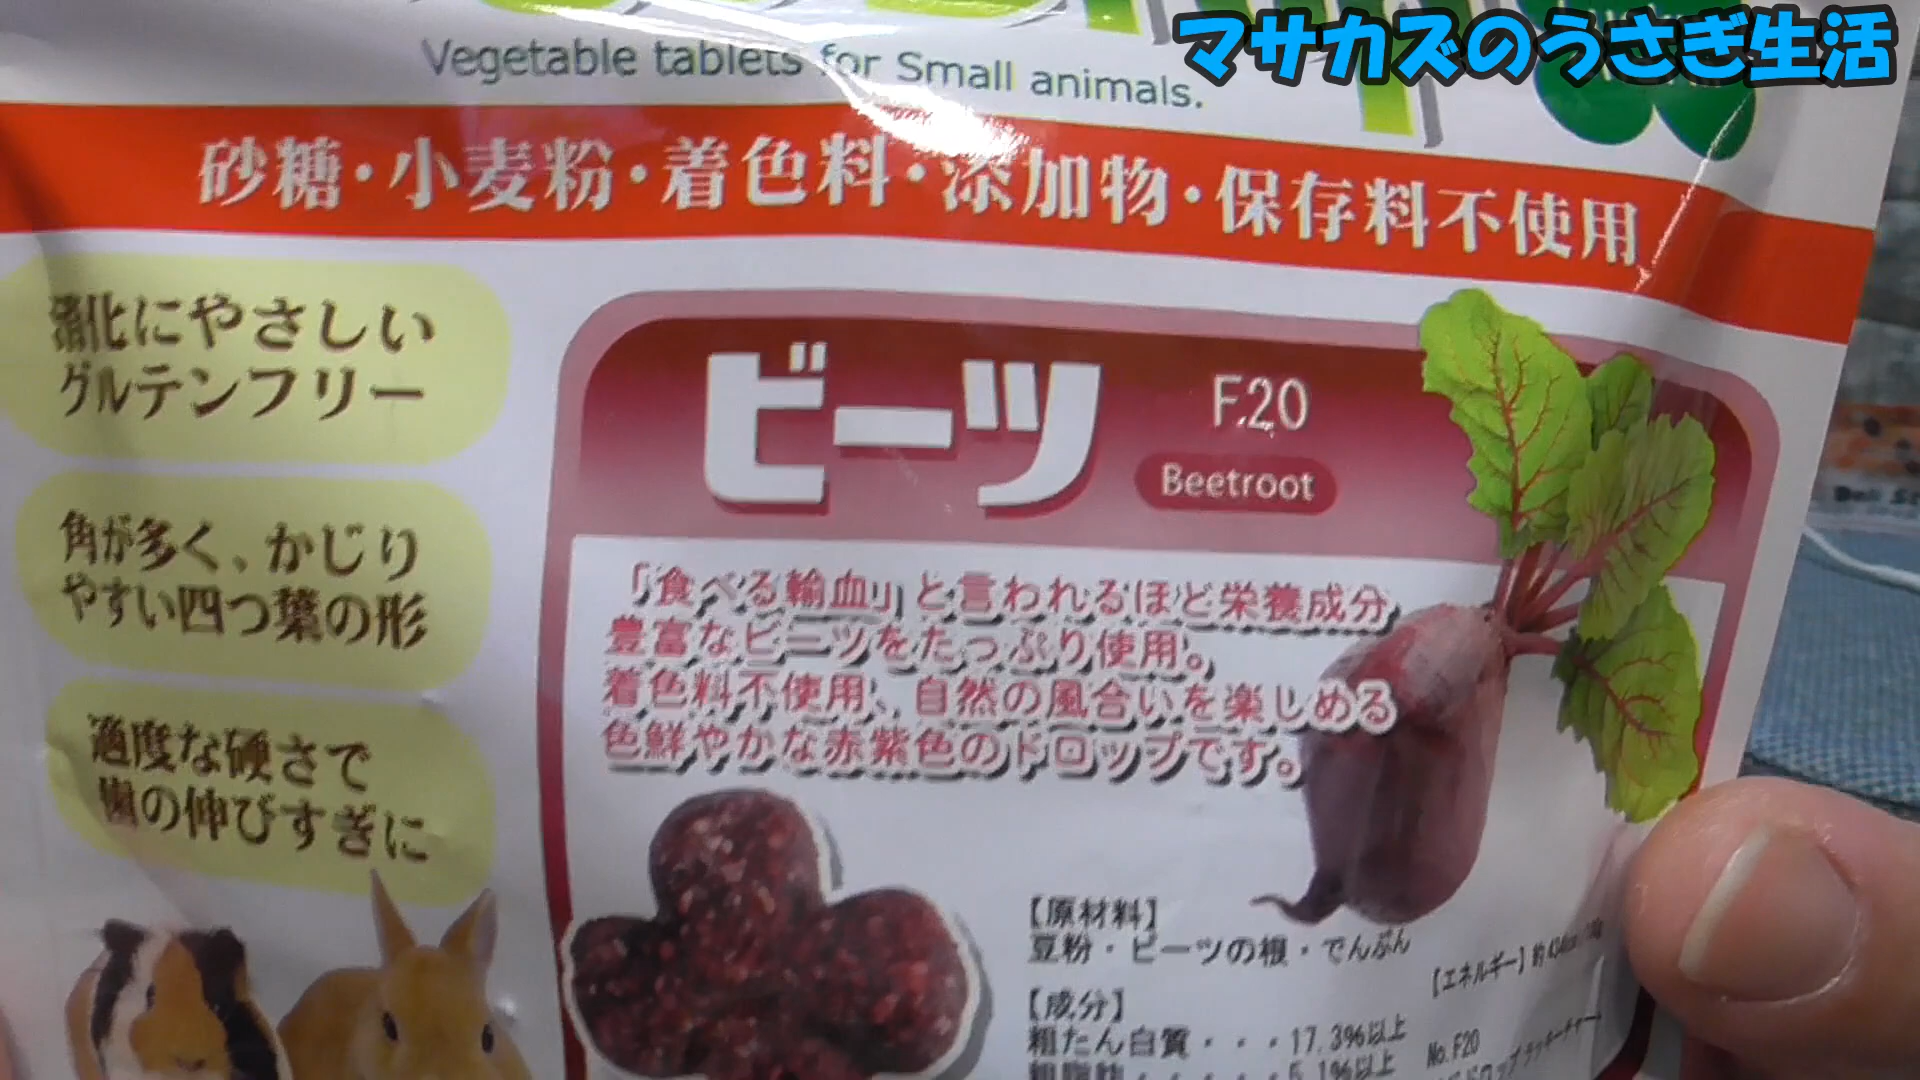 マサカズのうさぎ生活
Vegetable tablets for Small animals.
砂糖・小麦粉・着色料・添加物・保存料不使用
消化にやさしい
グルテンフリー
角が多く、かじり
やすい四つ葉の形
適度な硬さで
歯の伸びすぎに
ビーツ
F.20
Beetroot
「食べる輸血」と言われるほど栄養成分
豊富なビーツをたっぷり使用。
着色料不使用、自然の風合いを楽しめる
色鮮やかな赤紫色のドロップです。
【原材料】
豆粉・ビーツの根・でんぷん
【成分】
粗たん白質・・・17.3%以上
粗脂肪・・・・・5.1%以上
【エネルギー】約
No.F20